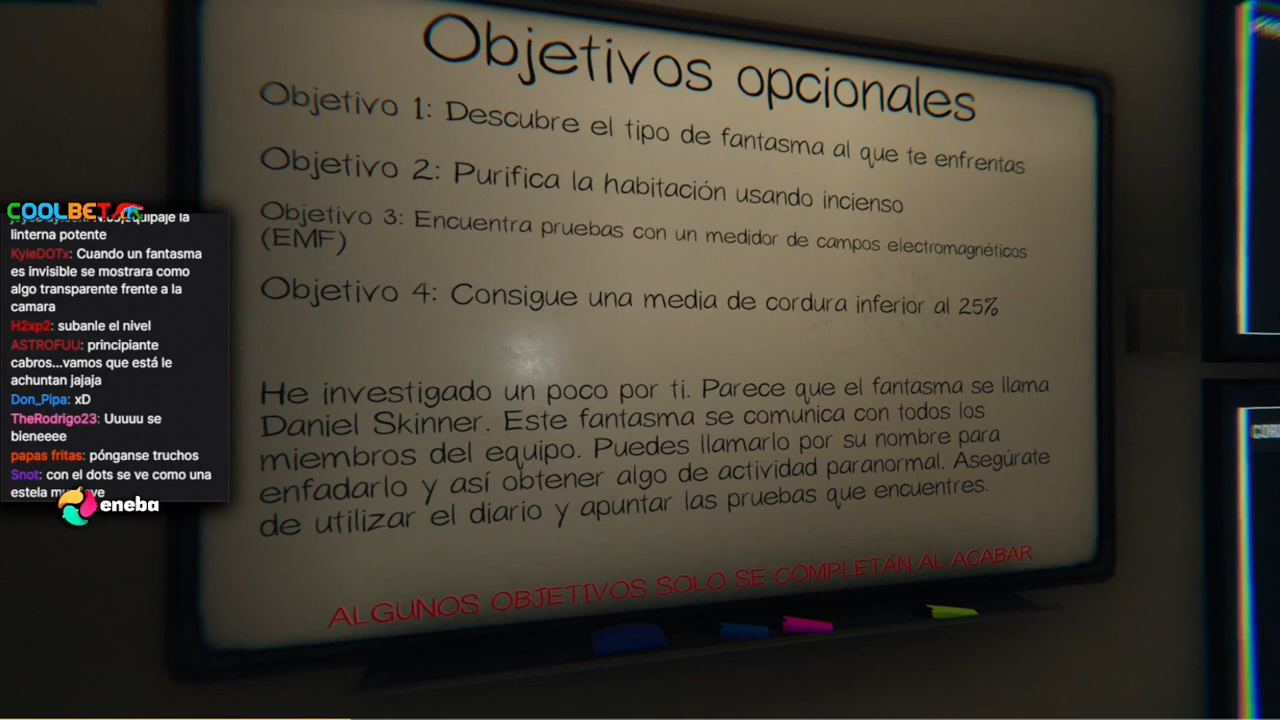 Objetivos opcionales
Objetivo 1: Descubre el tipo de fantasma al que te enfrentas
Objetivo 2: Purifica la habitación usando incienso
Objetivo 3: Encuentra pruebas con un medidor de campos electromagnéticos
(EMF)
Objetivo 4: Consigue una media de cordura inferior al 25%
He investigado un poco por ti. Parece que el fantasma se llama
Daniel Skinner. Este fantasma se comunica con todos los
miembros del equipo. Puedes llamarlo por su nombre para
enfadarlo y así obtener algo de actividad paranormal. Asegúrate
de utilizar el diario y apuntar las pruebas que encuentres.
ALGUNOS OBJETIVOS SOLO SE COMPLETAN AL ACABAR
COOLBET
equipaje la
linterna potente
KyleDOTx: Cuando un fantasma
es invisible se mostrara como
algo transparente frente a la
camara
H2xp2: subanle el nivel
ASTROFUU: principiante
cabros...vamos que está le
achuntan jajaja
Don_Pipa: xD
TheRodrigo23: Uuuuu se
bieneeee
papas fritas: pónganse truchos
Snot: con el dots se ve como una
estela
eneba